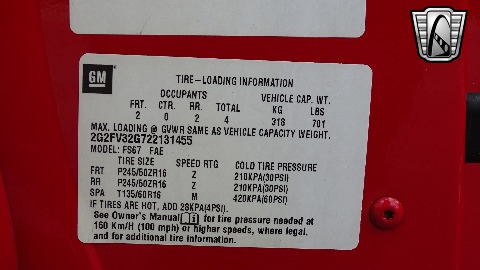 GM
TIRE-LOADING INFORMATION
OCCUPANTS VEHICLE CAP. WT.
FRT. CTR. RR. TOTAL KG LBS
2 0 2 4 318 701
MAX. LOADING @ GVWR SAME AS VEHICLE CAPACITY WEIGHT.
2G2FV32G722131455
MODEL: FS67 FAE
TIRE SIZE SPEED RTG COLD TIRE PRESSURE
FRT P245/50ZR16 Z 210KPA(30PSI)
RR P245/50ZR16 Z 210KPA(30PSI)
SPA T135/60R16 M 420KPA(60PSI)
IF TIRES ARE HOT, ADD 28KPA(4PSI).
See Owner's Manual for tire pressure needed at
160 Km/H (100 mph) or higher speeds, where legal.
and for additional tire information.